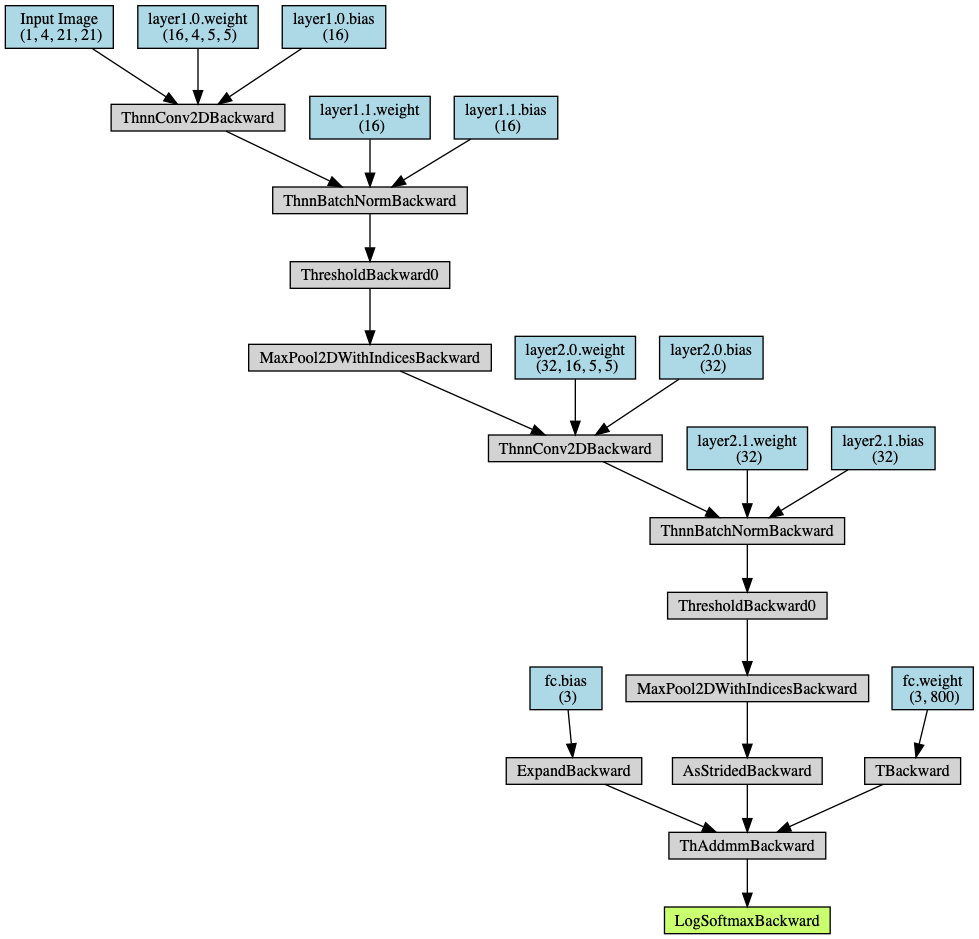 Input Image
(1, 4, 21, 21)
layer1.0.weight
(16, 4, 5, 5)
layer1.0.bias
(16)
ThnnConv2DBackward
layer1.1.weight
(16)
layer1.1.bias
(16)
ThnnBatchNormBackward
ThresholdBackward0
MaxPool2DWithIndicesBackward
layer2.0.weight
(32, 16, 5, 5)
layer2.0.bias
(32)
ThnnConv2DBackward
layer2.1.weight
(32)
layer2.1.bias
(32)
ThnnBatchNormBackward
ThresholdBackward0
fc.bias
(3)
MaxPool2DWithIndicesBackward
fc.weight
(3, 800)
ExpandBackward
AsStridedBackward
TBackward
ThAddmmBackward
LogSoftmaxBackward